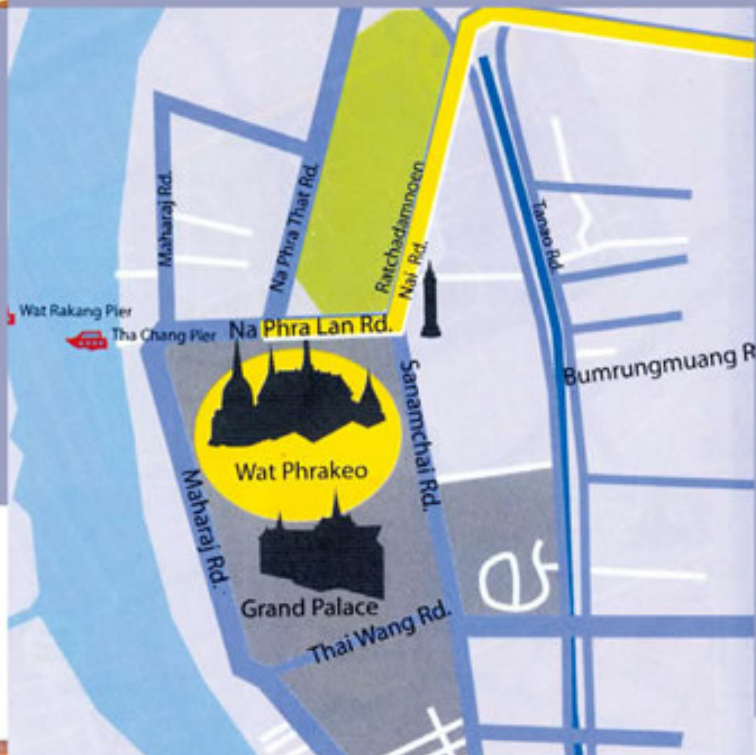 Maharaj Rd.
Na Phra That Rd.
Ratchadamnoen
Nai Rd.
Tanao Rd.
Wat Rakang Pier
Tha Chang Pier
Na Phra Lan Rd.
Bumrungmuang R
Sanamchai Rd.
Wat Phrakeo
Maharaj Rd.
Grand Palace
Thai Wang Rd.